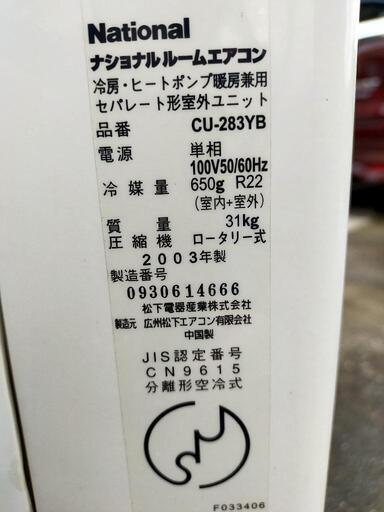 National
ナショナルルームエアコン
冷房・ヒートポンプ暖房兼用
セパレート形室外ユニット
品番 CU-283YB
電源 単相
100V50/60Hz
冷媒量 650g R22
(室内+室外)
質量 31kg
圧縮機 ロータリー式
2003年製
製造番号
0930614666
松下電器産業株式会社
製造元 広州松下エアコン有限会社
中国製
JIS認定番号
CN9615
分離形空冷式
F033406